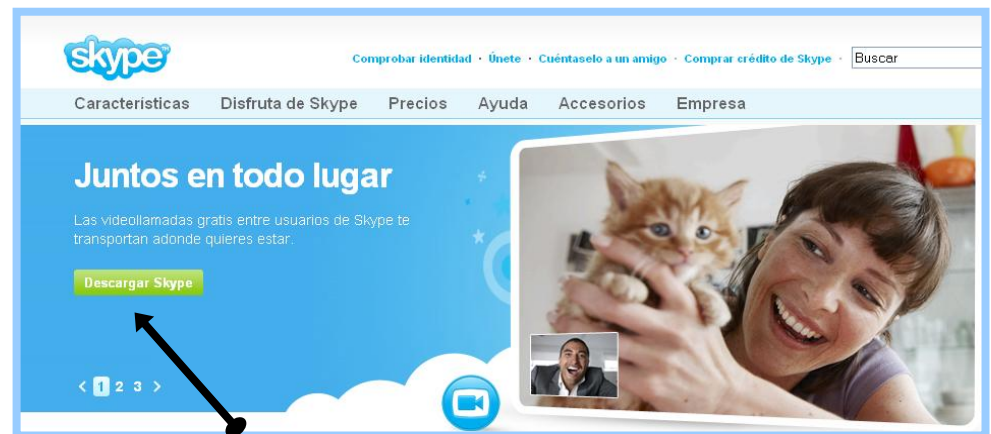 skype
Comprobar identidad · Únete · Cuéntaselo a un amigo · Comprar crédito de Skype · Buscar
Características Disfruta de Skype Precios Ayuda Accesorios Empresa
Juntos en todo lugar
Las videollamadas gratis entre usuarios de Skype te
transportan adonde quieres estar.
Descargar Skype
< 1 2 3 >